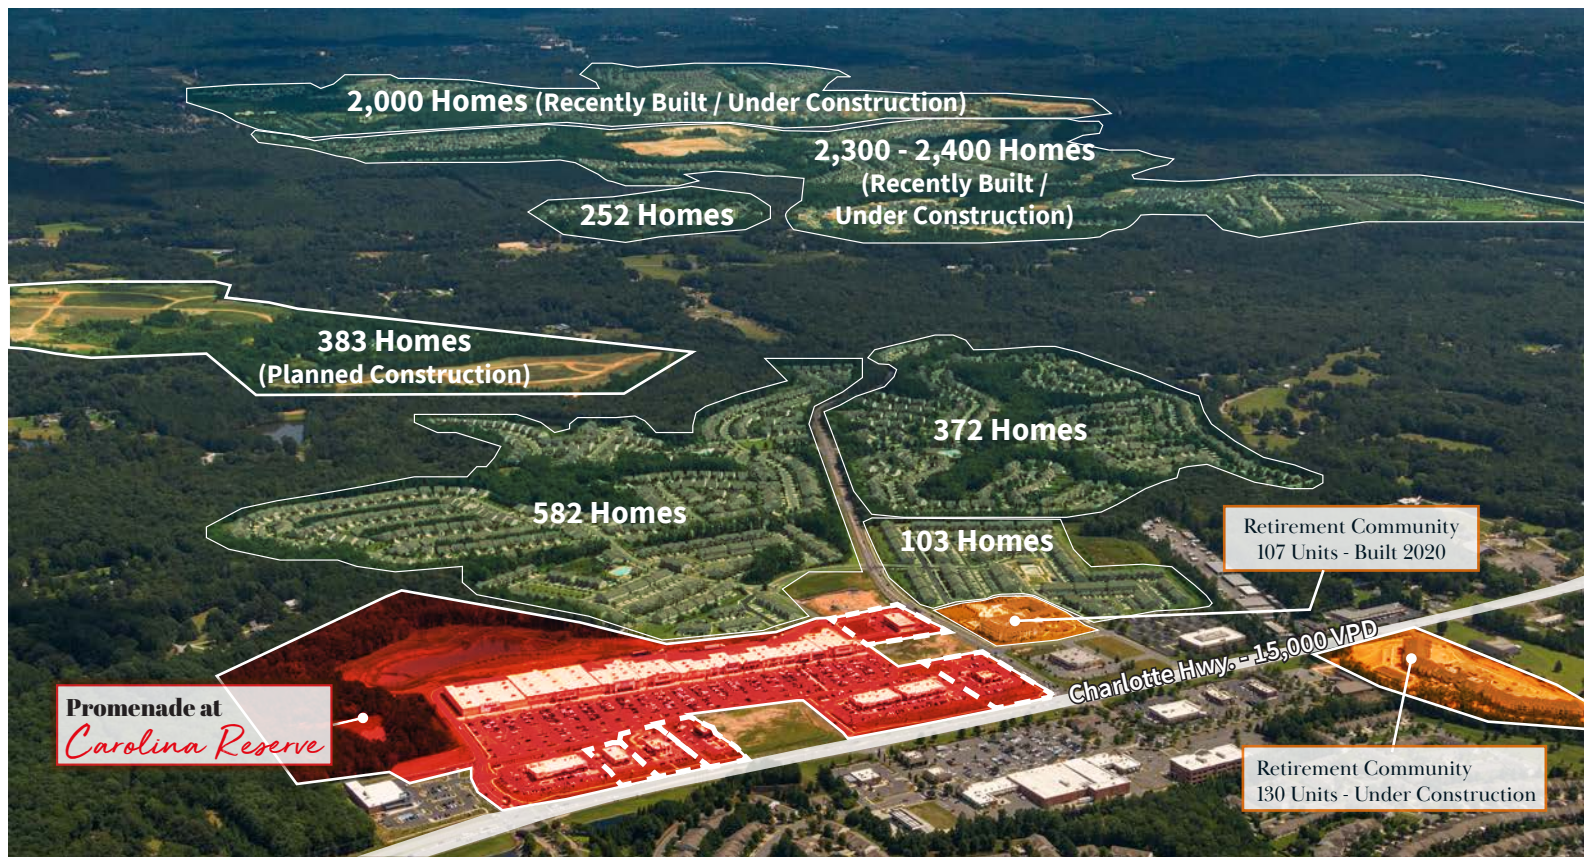 2,000 Homes (Recently Built / Under Construction)
2,300 - 2,400 Homes
(Recently Built /
Under Construction)
252 Homes
383 Homes
(Planned Construction)
372 Homes
582 Homes
103 Homes
Retirement Community
107 Units - Built 2020
Charlotte Hwy. - 15,000 VPD
Promenade at
Carolina Reserve
Retirement Community
130 Units - Under Construction